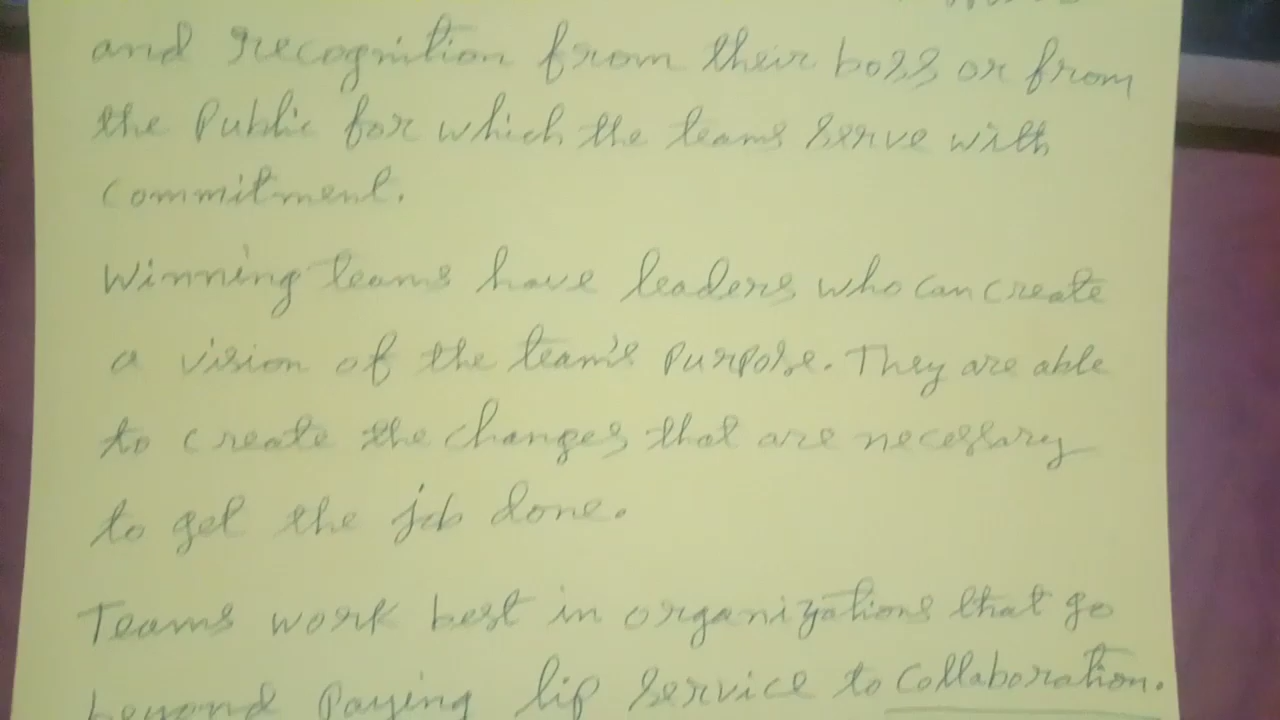 and recognition from their boss or from
the Public for which the teams serve with
commitment.
Winning teams have leaders who can create
a vision of the team's purpose. They are able
to create the changes that are necessary
to get the job done.
Teams work best in organizations that go
beyond paying lip service to collaboration.